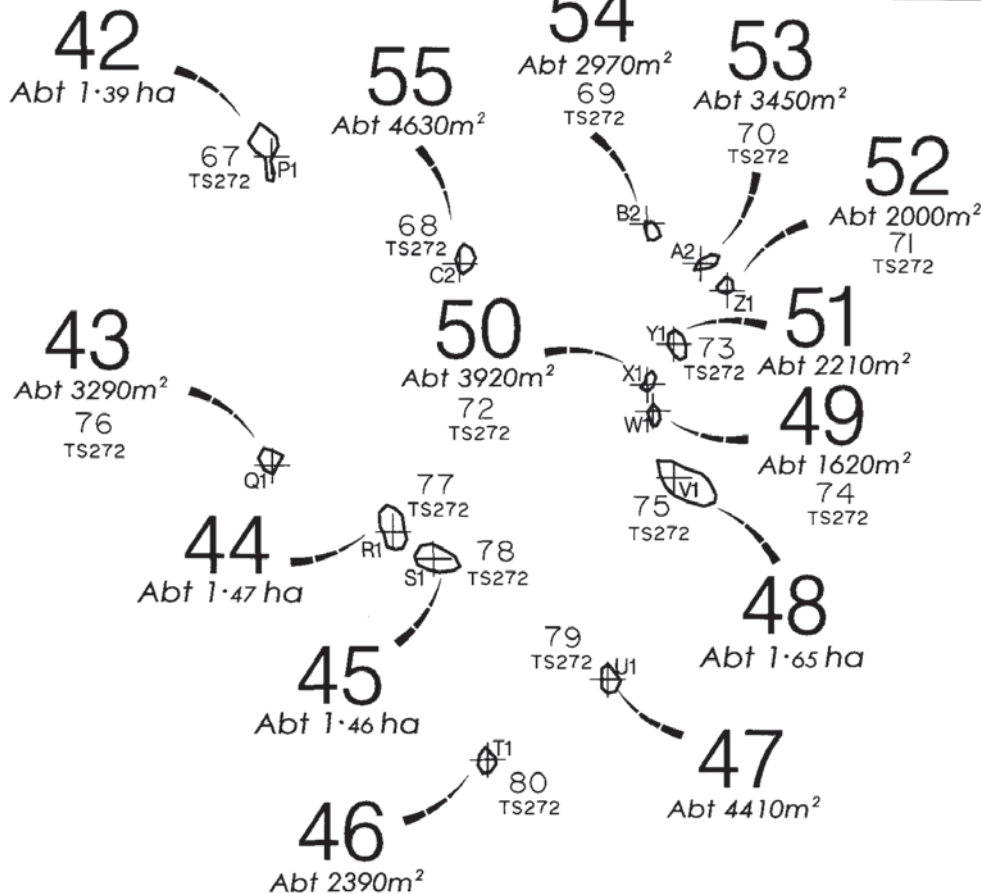 42
Abt 1·39 ha
67
TS272
P1
55
Abt 4630m²
68
TS272
C2
54
Abt 2970m²
69
TS272
B2
53
Abt 3450m²
70
TS272
A2
52
Abt 2000m²
71
TS272
Z1
43
Abt 3290m²
76
TS272
Q1
50
Abt 3920m²
72
TS272
X1
51
Abt 2210m²
Y1
73
TS272
49
Abt 1620m²
74
TS272
W1
75
TS272
V1
48
Abt 1·65 ha
44
Abt 1·47 ha
77
TS272
R1
78
TS272
S1
45
Abt 1·46 ha
79
TS272
U1
47
Abt 4410m²
T1
80
TS272
46
Abt 2390m²